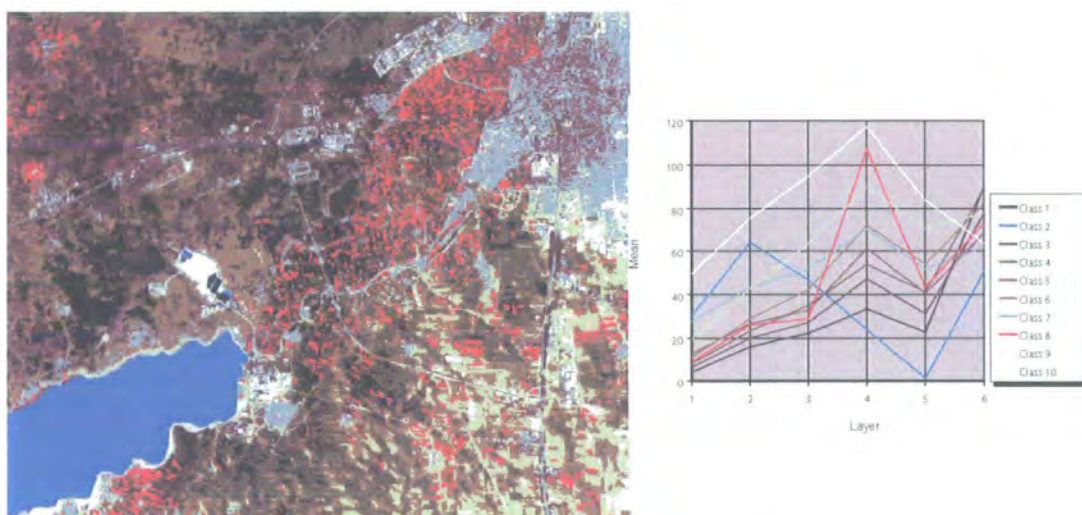 120
100
80
60
40
20
0
1 2 3 4 5 6
Mean
Layer
Class 1
Class 2
Class 3
Class 4
Class 5
Class 6
Class 7
Class 8
Class 9
Class 10